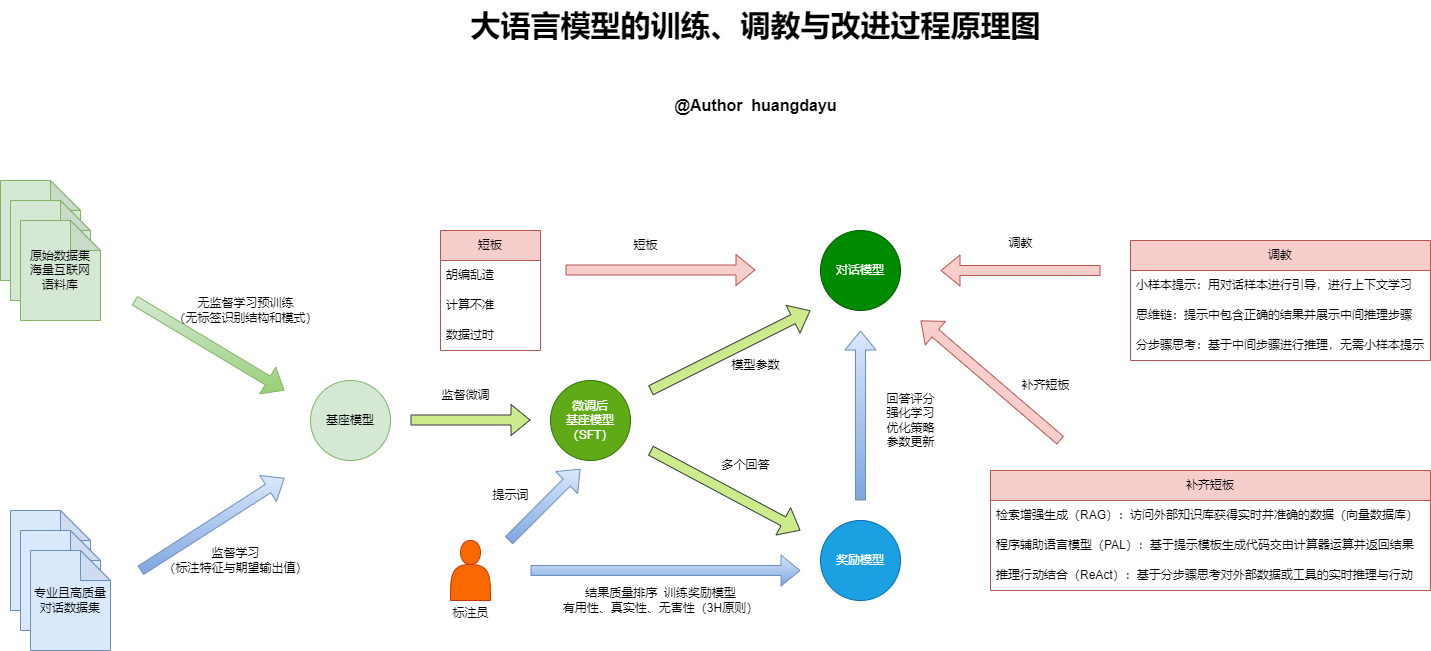 大语言模型的训练、调教与改进过程原理图
@Author huangdayu
原始数据集
海量互联网
语料库
无监督学习预训练
（无标签识别结构和模式）
短板
胡编乱造
计算不准
数据过时
短板
对话模型
调教
调教
小样本提示：用对话样本进行引导，进行上下文学习
思维链：提示中包含正确的结果并展示中间推理步骤
分步骤思考：基于中间步骤进行推理，无需小样本提示
基座模型
监督微调
微调后
基座模型
（SFT）
模型参数
多个回答
回答评分
强化学习
优化策略
参数更新
补齐短板
补齐短板
检索增强生成（RAG）：访问外部知识库获得实时并准确的数据（向量数据库）
程序辅助语言模型（PAL）：基于提示模板生成代码交由计算器运算并返回结果
推理行动结合（ReAct）：基于分步骤思考对外部数据或工具的实时推理与行动
专业且高质量
对话数据集
监督学习
（标注特征与期望输出值）
提示词
标注员
结果质量排序 训练奖励模型
有用性、真实性、无害性（3H原则）
奖励模型